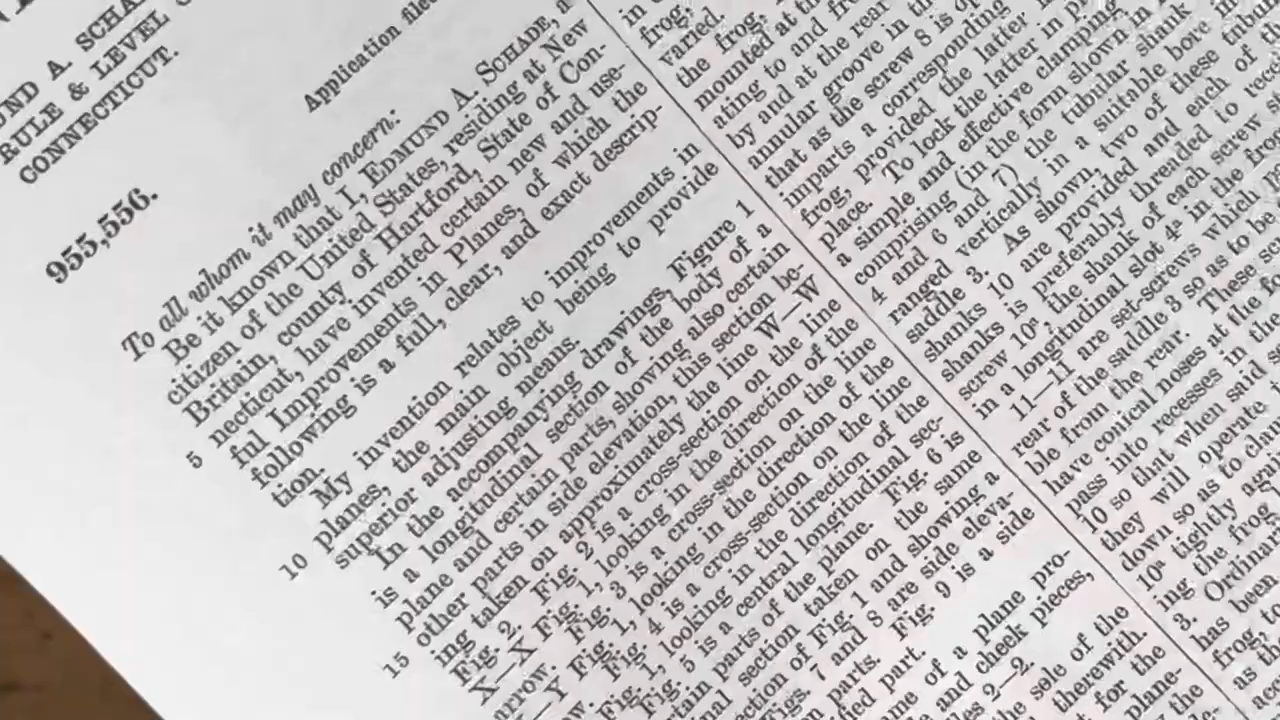 A. SCHA
RULE & LEVEL
CONNECTICUT.
955,556.
Application filed
To all whom it may concern:
Be it known that I, EDMUND A. SCHADE, a
citizen of the United States, residing at New
Britain, county of Hartford, State of Con-
necticut, have invented certain new and use-
5 ful Improvements in Planes, of which the
following is a full, clear, and exact descrip-
tion.
My invention relates to improvements in
planes, the main object being to provide
10 superior adjusting means.
In the accompanying drawings, Figure 1
is a longitudinal section of the body of a
plane and certain parts, showing also certain
other parts in side elevation, this section be-
15 ing taken on approximately the line W—W
Fig. 2. Fig. 2 is a cross-section on the line
X—X Fig. 1, looking in the direction of the
arrow. Fig. 3 is a cross-section on the line
Y Fig. 1, looking in the direction of the
Fig. 4 is a cross-section on the line
Fig. 1, looking in the direction of the
Fig. 5 is a central longitudinal sec-
tain parts of the plane. Fig. 6 is
nal section taken on the same
ection of Fig. 1 and showing a
parts. Figs. 7 and 8 are side eleva-
fied part. Fig. 9 is a side
of a plane pro-
and cheek pieces,
2—2.
sole of the
therewith.
for the
plane-
the
frog,
varied.
the frog,
mounted at the
ating to and
by and at the rear
annular groove in
that as the screw 8 is
imparts a corresponding
frog, provided the latter
place. To lock the latter in
a simple and effective clamping
comprising (in the form shown in
4 and 6 and 7) the tubular shank
ranged vertically in a suitable bore in
saddle 3. As shown, two of these
shanks 10 are provided and each of
shanks is preferably threaded to
screw 10ª, the shank of each screw
in a longitudinal slot 4ª in the
11—11 are set-screws which
rear of the saddle 3 so as to be
be from the rear. These
have conical noses at the
pass into recesses in the
10 so that when said
they will operate
down so as to
10ª tightly
ing the frog
3. Ordinar
has been
frog to
as